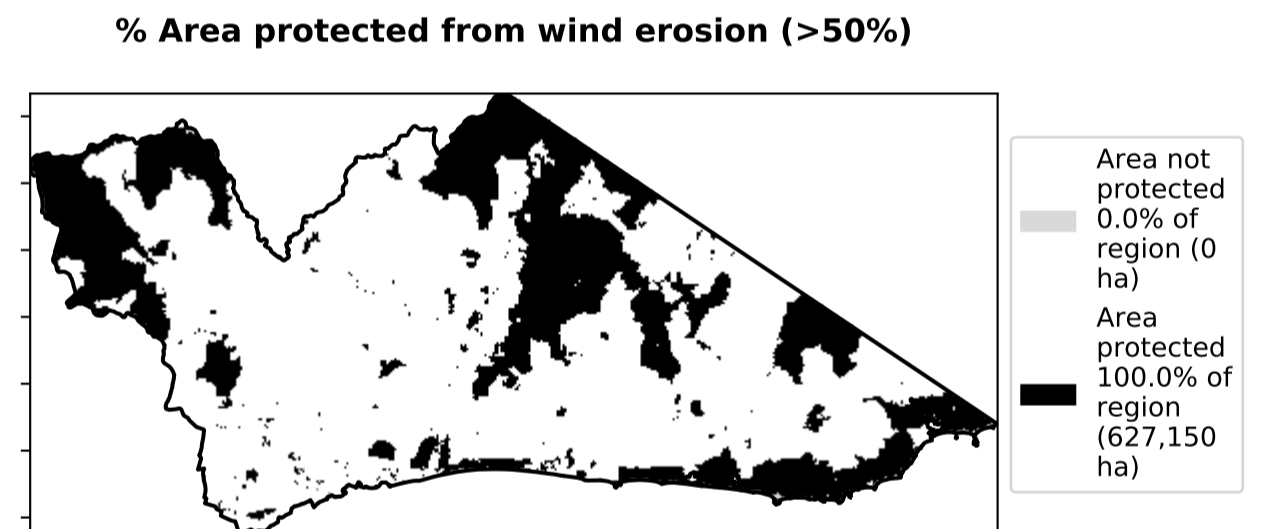 % Area protected from wind erosion (>50%)
Area not
protected
0.0% of
region (0
ha)
Area
protected
100.0% of
region
(627,150
ha)